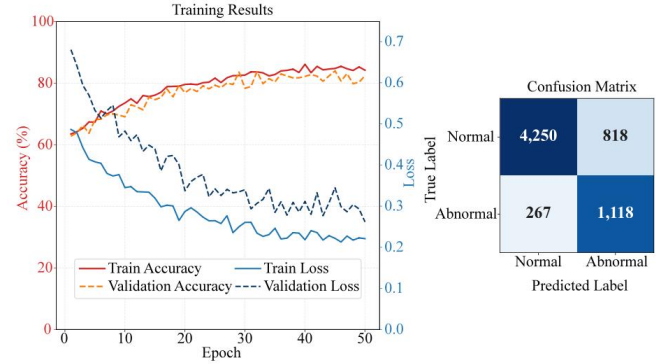 Training Results
100
80
60
40
20
0
Accuracy (%)
0.7
0.6
0.5
0.4
0.3
0.2
0.1
0.0
Loss
0
10
20
30
40
50
Epoch
Train Accuracy
Validation Accuracy
Train Loss
Validation Loss
Confusion Matrix
True Label
Normal
4,250
818
Abnormal
267
1,118
Normal
Abnormal
Predicted Label